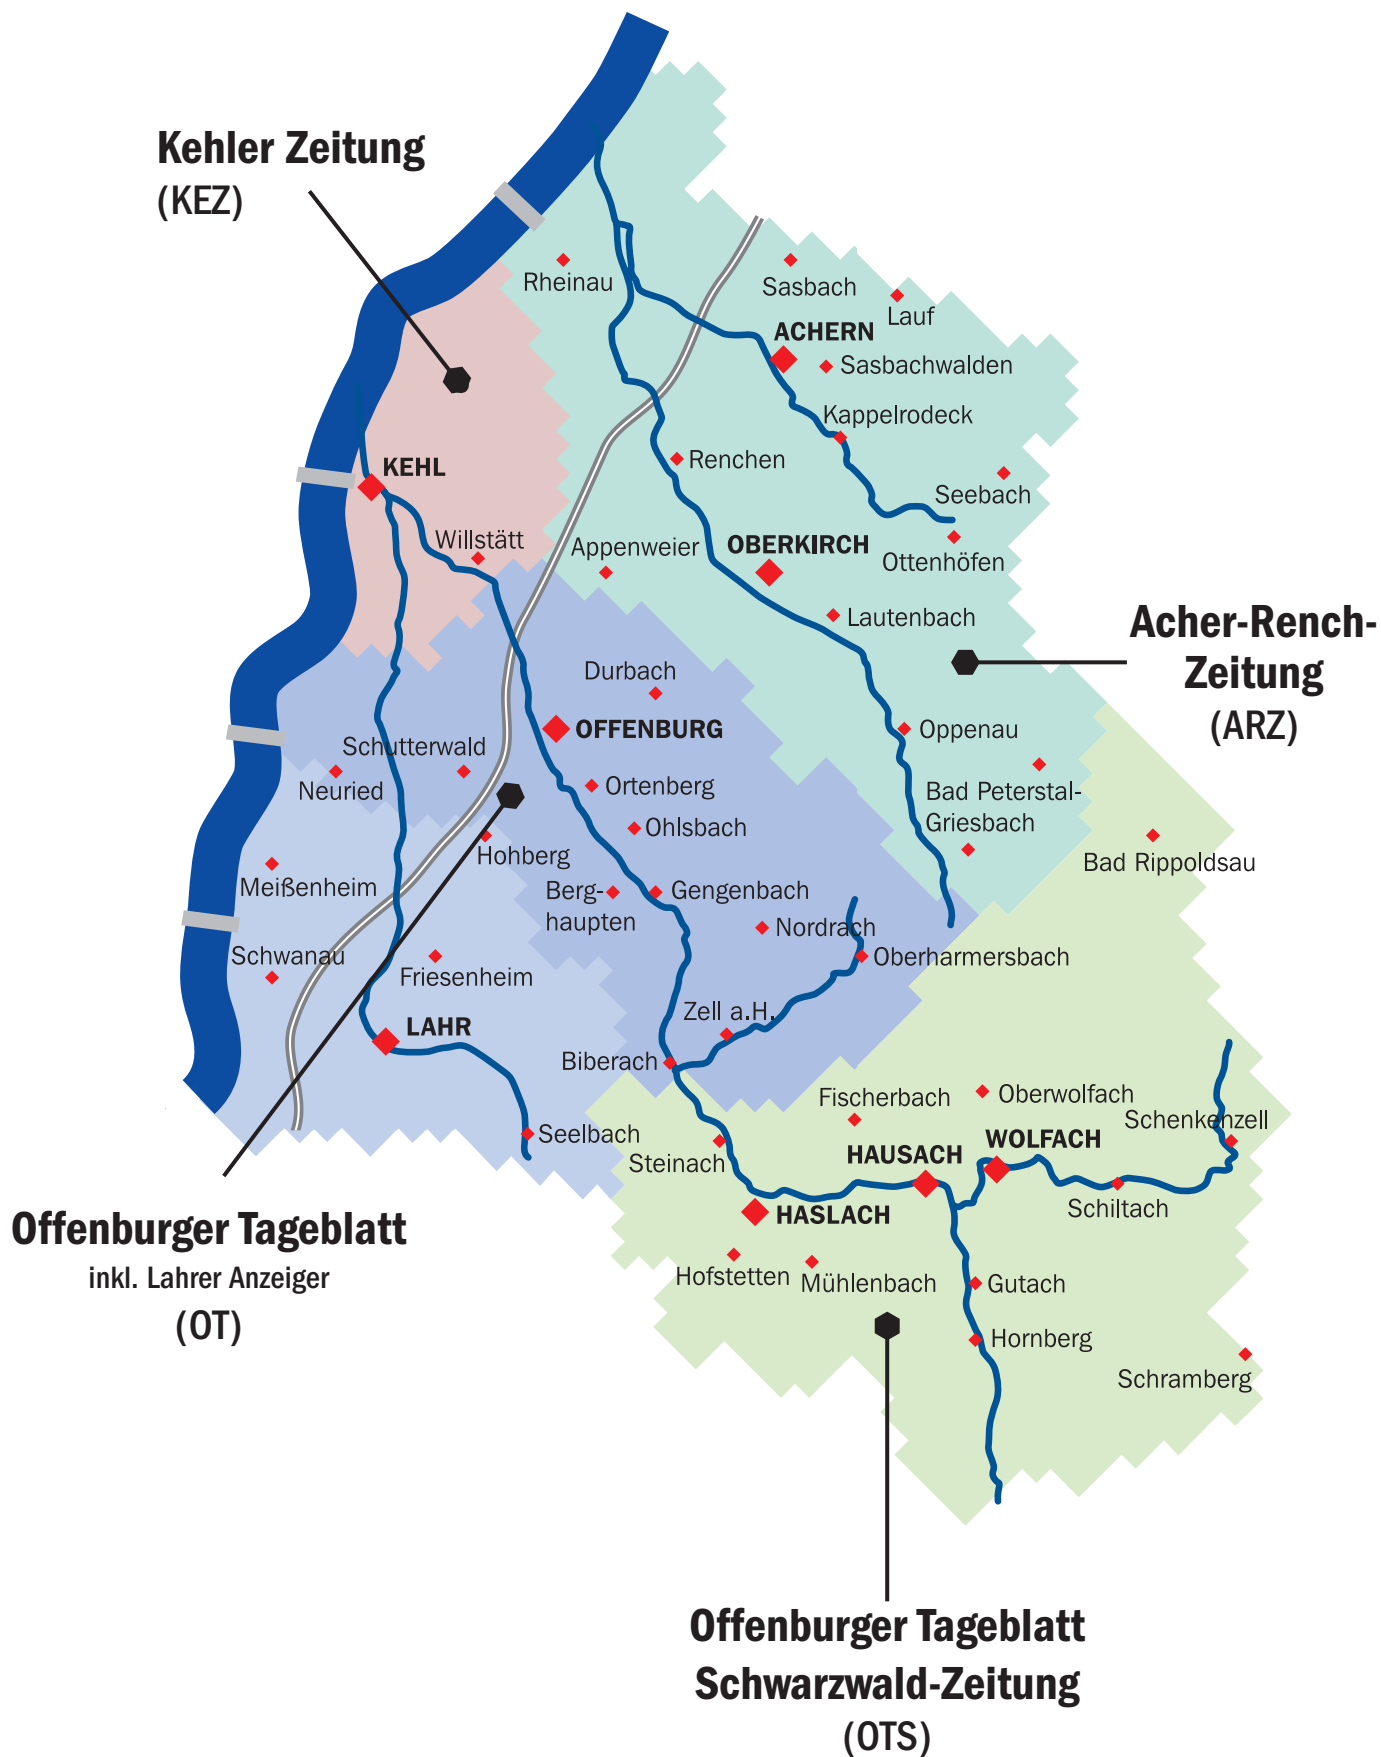 Kehler Zeitung
(KEZ)
Rheinau
Sasbach
Lauf
ACHERN
Sasbachwalden
Kappelrodeck
Renchen
KEHL
Seebach
Willstätt
Appenweier
OBERKIRCH
Ottenhöfen
Lautenbach
Acher-Rench-
Zeitung
(ARZ)
Durbach
OFFENBURG
Oppenau
Schutterwald
Neuried
Ortenberg
Bad Peterstal-
Griesbach
Ohlsbach
Hohberg
Bad Rippoldsau
Meißenheim
Berg-
haupten
Gengenbach
Nordrach
Schwanau
Friesenheim
Oberharmersbach
Zell a.H.
LAHR
Biberach
Fischerbach
Oberwolfach
Schenkenzell
Seelbach
Steinach
HAUSACH
WOLFACH
Schiltach
HASLACH
Offenburger Tageblatt
inkl. Lahrer Anzeiger
(OT)
Hofstetten
Mühlenbach
Gutach
Hornberg
Schramberg
Offenburger Tageblatt
Schwarzwald-Zeitung
(OTS)